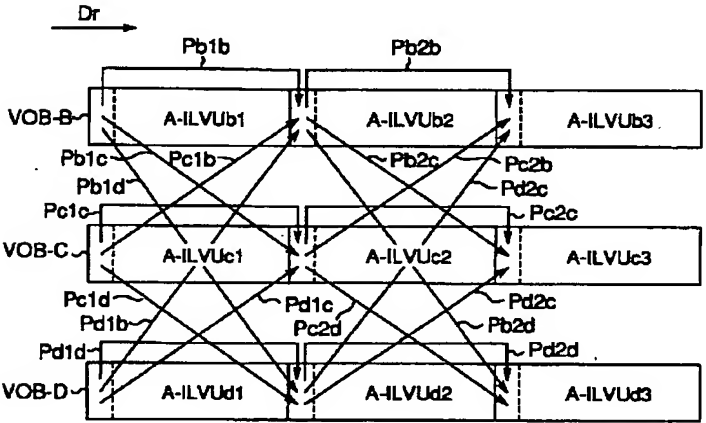 Dr
Pb1b Pb2b
VOB-B A-ILVUb1 A-ILVUb2 A-ILVUb3
Pb1c Pc1b Pb2c Pc2b
Pb1d Pd2c
Pc1c Pc2c
VOB-C A-ILVUc1 A-ILVUc2 A-ILVUc3
Pc1d Pd1c Pd2c
Pd1b Pc2d Pb2d
Pd1d Pd2d
VOB-D A-ILVUd1 A-ILVUd2 A-ILVUd3